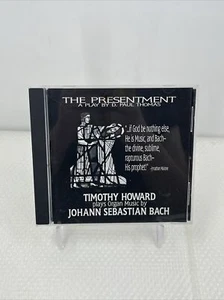 THE PRESENTMENT
A PLAY BY D. PAUL THOMAS
"...if God be nothing else,
He is Music, and Bach–
the divine, sublime,
rapturous Bach–
His prophet!"
TIMOTHY HOWARD
plays Organ Music by
JOHANN SEBASTIAN BACH